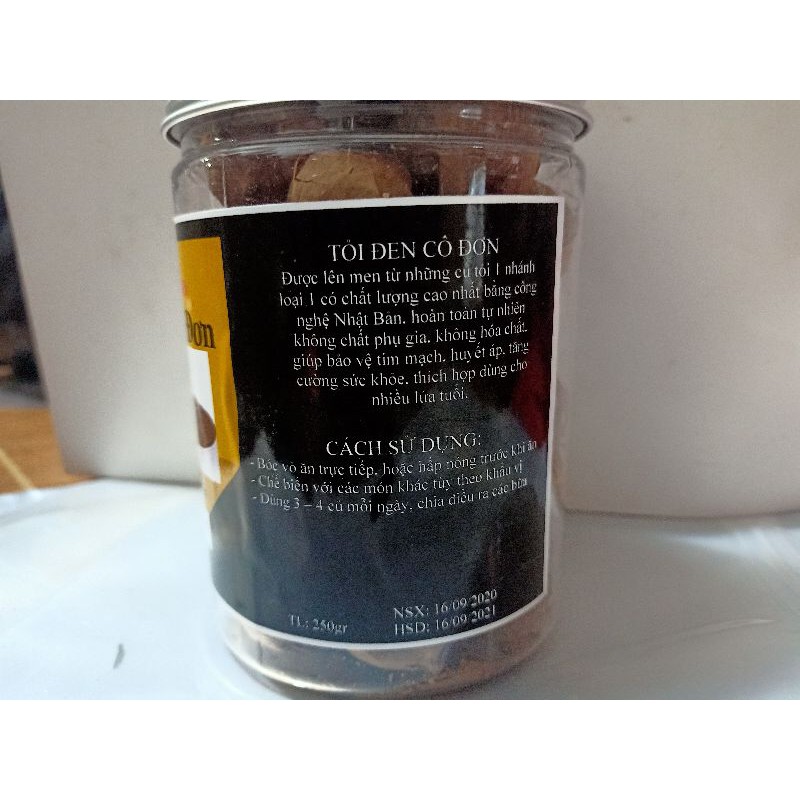 TỎI ĐEN CÔ ĐƠN
Được lên men từ những củ tỏi 1 nhánh
loại 1 có chất lượng cao nhất bằng công
nghệ Nhật Bản, hoàn toàn tự nhiên
không chất phụ gia, không hóa chất,
giúp bảo vệ tim mạch, huyết áp, tăng
cường sức khỏe, thích hợp dùng cho
nhiều lứa tuổi.
CÁCH SỬ DỤNG:
- Bóc vỏ ăn trực tiếp, hoặc hấp nóng trước khi ăn
- Chế biến với các món khác tùy theo khẩu vị
- Dùng 3 – 4 củ mỗi ngày, chia điều ra các bữa
TL: 250gr
NSX: 16/09/2020
HSD: 16/09/2021
Đơn